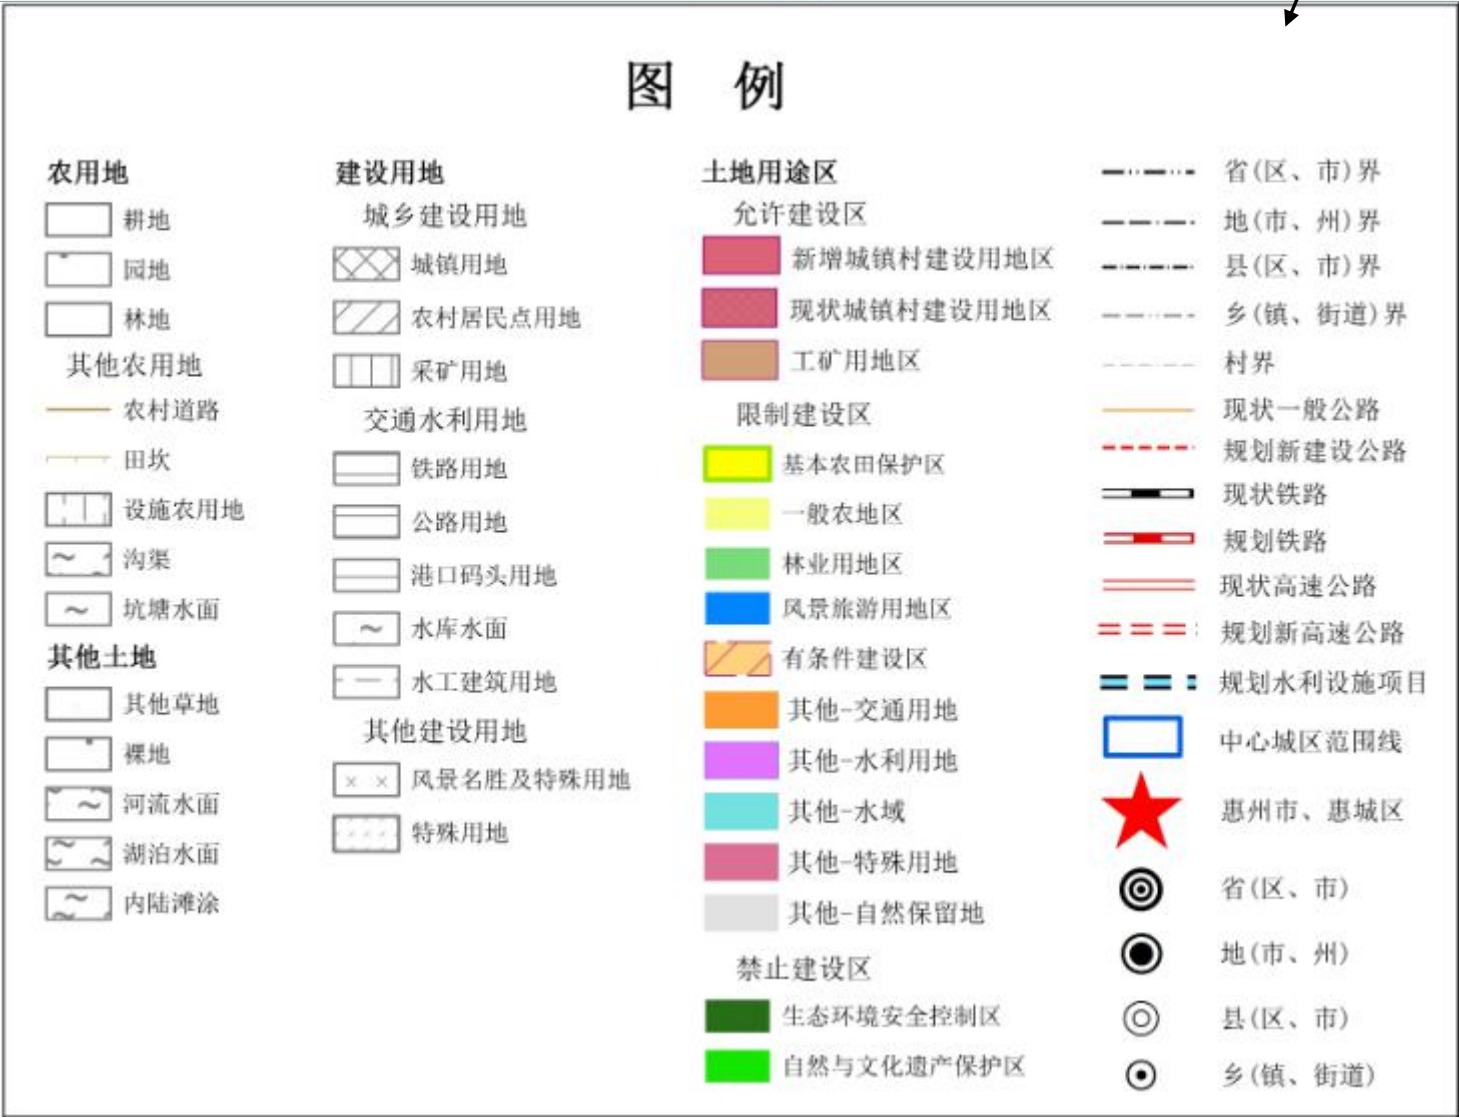 图 例
农用地
耕地
园地
林地
其他农用地
农村道路
田坎
设施农用地
沟渠
坑塘水面
其他土地
其他草地
裸地
河流水面
湖泊水面
内陆滩涂
建设用地
城乡建设用地
城镇用地
农村居民点用地
采矿用地
交通水利用地
铁路用地
公路用地
港口码头用地
水库水面
水工建筑用地
其他建设用地
风景名胜及特殊用地
特殊用地
土地用途区
允许建设区
新增城镇村建设用地区
现状城镇村建设用地区
工矿用地区
限制建设区
基本农田保护区
一般农地区
林业用地区
风景旅游用地区
有条件建设区
其他-交通用地
其他-水利用地
其他-水域
其他-特殊用地
其他-自然保留地
禁止建设区
生态环境安全控制区
自然与文化遗产保护区
省(区、市)界
地(市、州)界
县(区、市)界
乡(镇、街道)界
村界
现状一般公路
规划新建设公路
现状铁路
规划铁路
现状高速公路
规划新高速公路
规划水利设施项目
中心城区范围线
惠州市、惠城区
省(区、市)
地(市、州)
县(区、市)
乡(镇、街道)